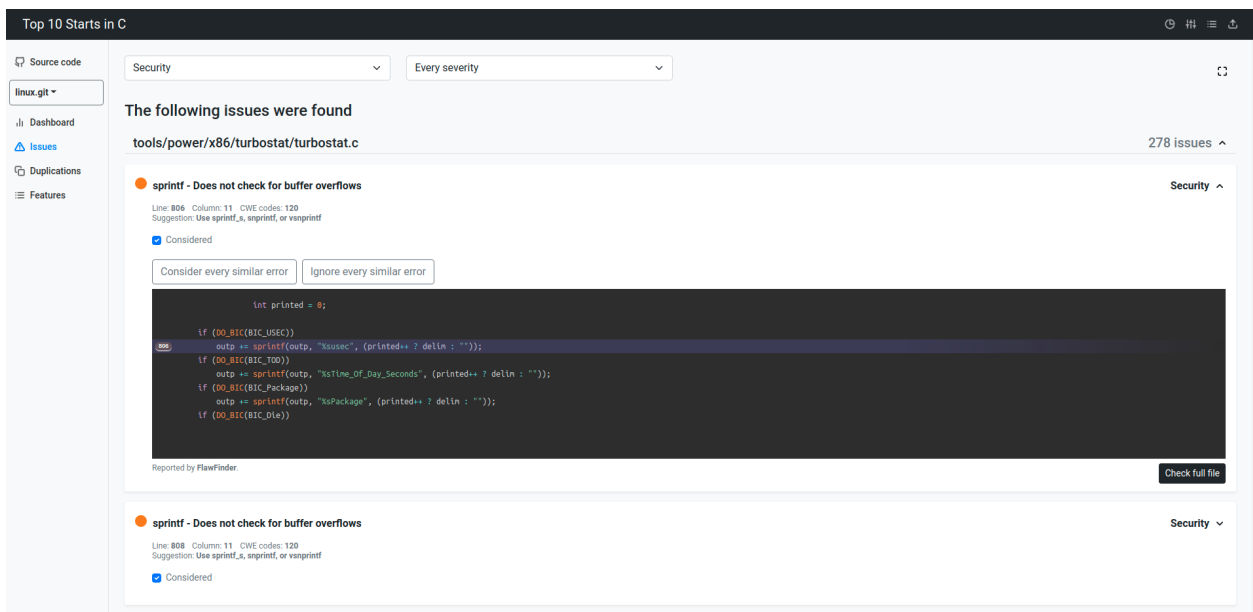 Top 10 Starts in C
Source code
linux.git
Dashboard
Issues
Duplications
Features
Security
Every severity
The following issues were found
tools/power/x86/turbostat/turbostat.c
278 issues
sprintf - Does not check for buffer overflows
Security
Line: 806 Column: 11 CWE codes: 120
Suggestion: Use sprintf_s, snprintf, or vsnprintf
Considered
Consider every similar error
Ignore every similar error
int printed = 0;
if (DO_BIC(BIC_USEC))
806 outp += sprintf(outp, "%susec", (printed++ ? delim : ""));
if (DO_BIC(BIC_TOD))
outp += sprintf(outp, "%sTime_Of_Day_Seconds", (printed++ ? delim : ""));
if (DO_BIC(BIC_Package))
outp += sprintf(outp, "%sPackage", (printed++ ? delim : ""));
if (DO_BIC(BIC_Die))
Reported by FlawFinder.
Check full file
sprintf - Does not check for buffer overflows
Security
Line: 808 Column: 11 CWE codes: 120
Suggestion: Use sprintf_s, snprintf, or vsnprintf
Considered